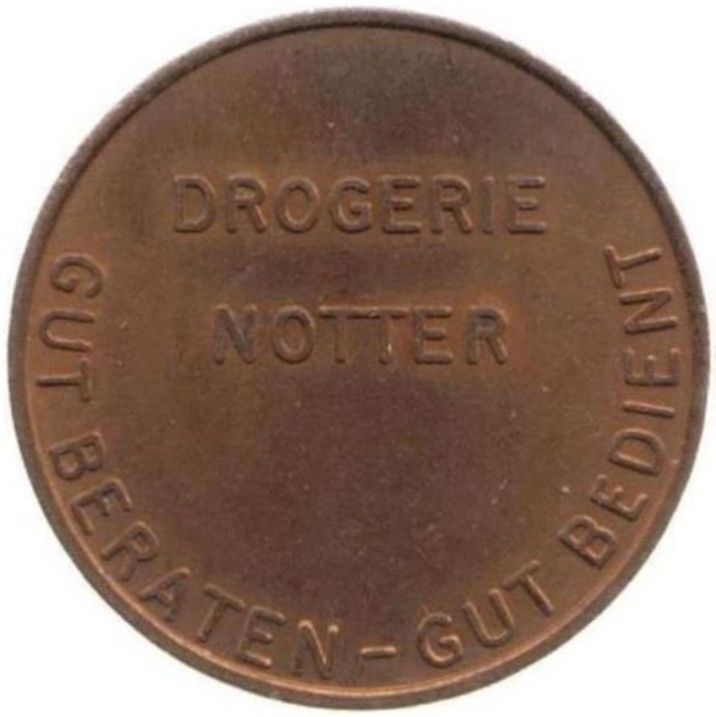 DROGERIE
NOTTER
GUT BERATEN - GUT BEDIENT